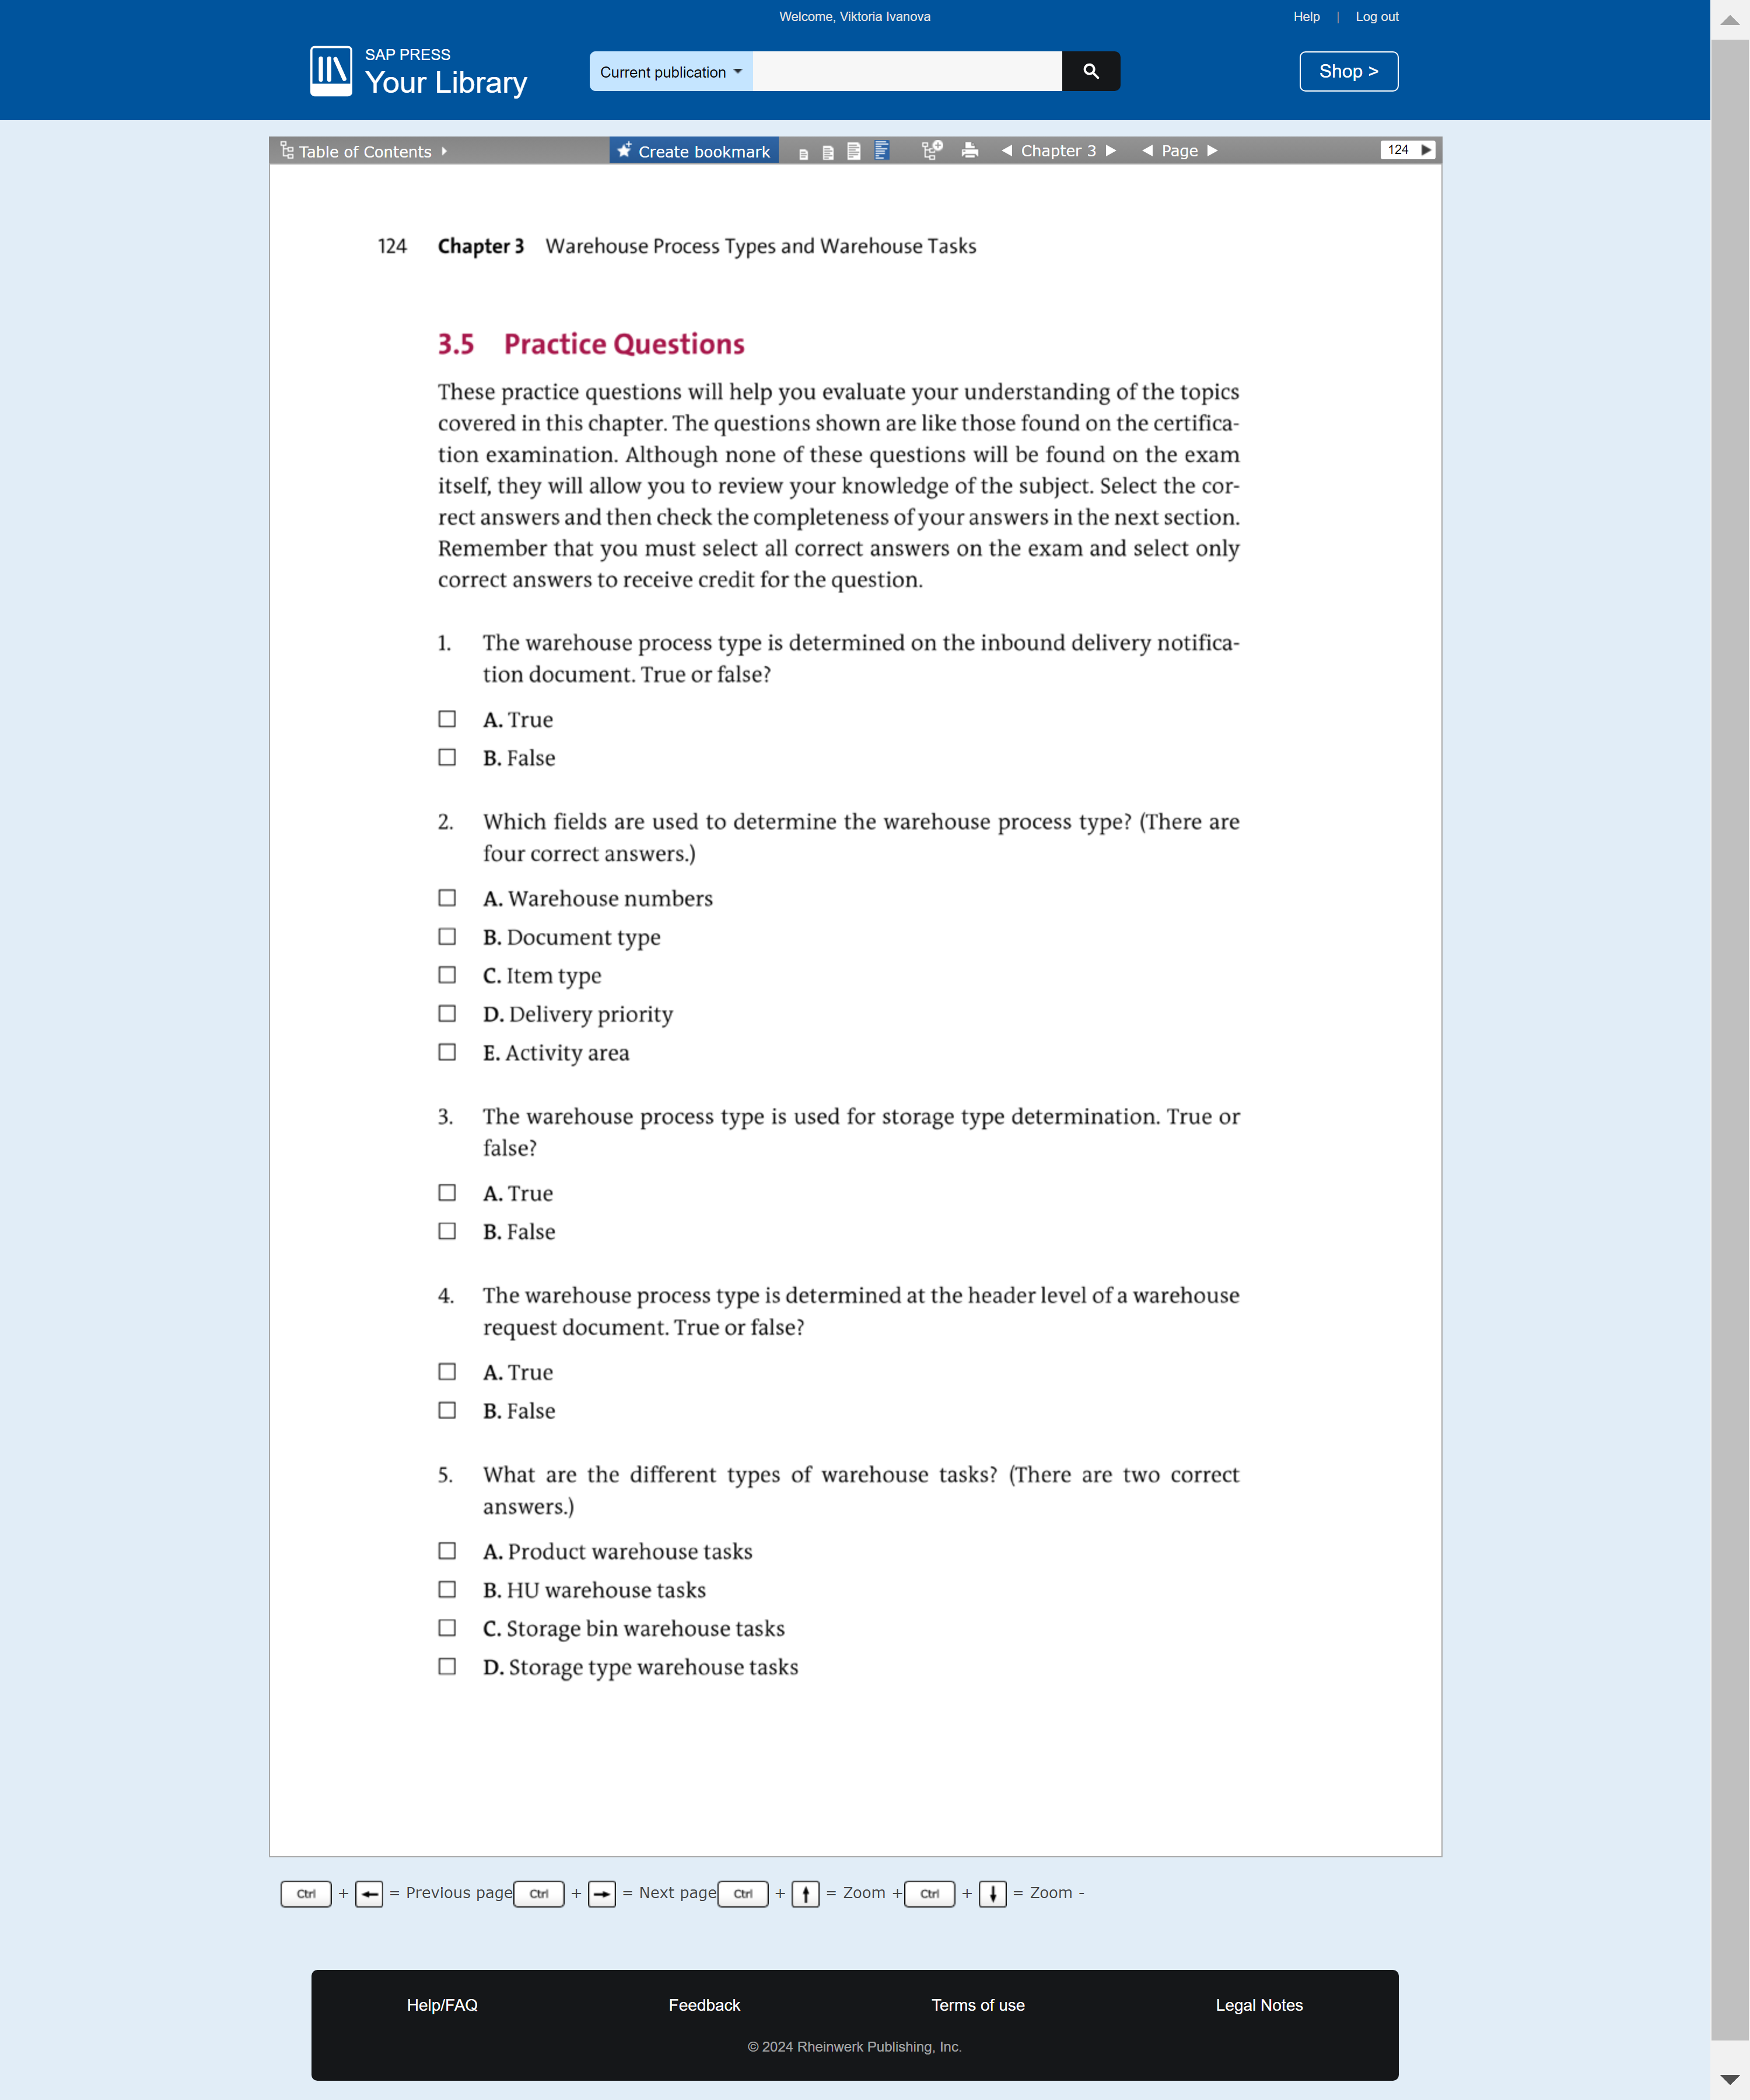 Welcome, Viktoria Ivanova
Help | Log out
SAP PRESS
Your Library
Current publication
Shop >
Table of Contents
Create bookmark
Chapter 3
Page
124
124 Chapter 3 Warehouse Process Types and Warehouse Tasks
3.5 Practice Questions
These practice questions will help you evaluate your understanding of the topics
covered in this chapter. The questions shown are like those found on the certifica-
tion examination. Although none of these questions will be found on the exam
itself, they will allow you to review your knowledge of the subject. Select the cor-
rect answers and then check the completeness of your answers in the next section.
Remember that you must select all correct answers on the exam and select only
correct answers to receive credit for the question.
1. The warehouse process type is determined on the inbound delivery notifica-
tion document. True or false?
A. True
B. False
2. Which fields are used to determine the warehouse process type? (There are
four correct answers.)
A. Warehouse numbers
B. Document type
C. Item type
D. Delivery priority
E. Activity area
3. The warehouse process type is used for storage type determination. True or
false?
A. True
B. False
4. The warehouse process type is determined at the header level of a warehouse
request document. True or false?
A. True
B. False
5. What are the different types of warehouse tasks? (There are two correct
answers.)
A. Product warehouse tasks
B. HU warehouse tasks
C. Storage bin warehouse tasks
D. Storage type warehouse tasks
Ctrl + ← = Previous page Ctrl + → = Next page Ctrl + ↑ = Zoom + Ctrl + ↓ = Zoom -
Help/FAQ
Feedback
Terms of use
Legal Notes
© 2024 Rheinwerk Publishing, Inc.